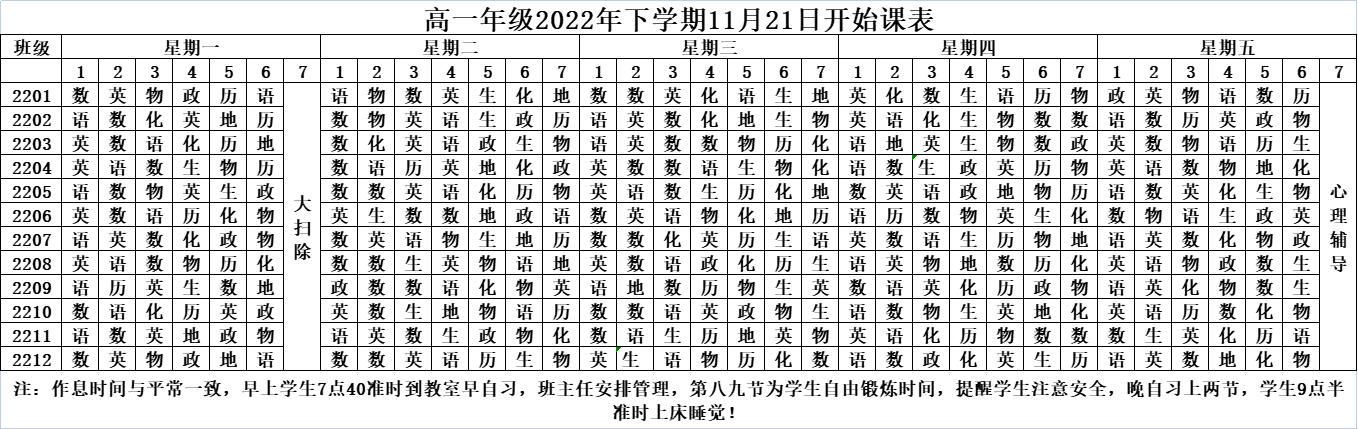 高一年级2022年下学期11月21日开始课表
班级 星期一 星期二 星期三 星期四 星期五
1 2 3 4 5 6 7 1 2 3 4 5 6 7 1 2 3 4 5 6 7 1 2 3 4 5 6 7 1 2 3 4 5 6 7
2201 数 英 物 政 历 语 语 物 数 英 生 化 地 数 数 英 化 语 生 地 英 化 数 生 语 历 物 政 英 物 语 数 历
2202 语 数 化 英 地 历 数 物 英 语 生 政 历 语 英 数 化 地 生 物 英 语 化 生 物 数 数 语 数 历 英 政 物
2203 英 数 语 化 历 地 数 化 英 语 政 生 物 语 英 数 数 物 历 化 语 地 英 生 物 数 政 英 数 物 语 历 生
2204 英 语 数 生 物 历 数 语 历 英 地 化 政 英 数 数 语 生 物 化 语 数 生 政 英 历 物 英 语 数 物 地 化
2205 语 数 物 英 生 政 数 数 英 语 化 历 物 英 语 数 生 历 化 地 数 英 语 政 地 物 历 语 数 英 化 生 物
2206 英 数 语 历 化 物 英 生 数 数 地 政 语 数 英 语 物 化 地 历 语 历 数 物 英 生 化 数 物 语 生 政 英
2207 语 英 数 化 政 物 数 英 语 物 生 地 历 数 数 化 英 历 生 语 英 数 语 生 历 物 地 语 英 数 化 物 政
2208 英 语 数 物 历 化 数 数 生 英 物 语 地 英 数 语 政 化 历 生 语 英 物 地 数 历 化 英 语 物 政 数 生
2209 语 历 英 生 数 地 政 数 数 语 化 物 英 语 地 数 历 物 生 英 数 语 英 化 历 政 物 语 英 化 物 数 生
2210 数 语 化 历 英 政 英 数 生 地 物 语 历 数 数 语 英 政 物 生 语 数 物 生 英 地 化 英 语 历 数 化 物
2211 语 数 英 地 政 物 语 英 数 生 政 物 化 数 语 生 历 地 英 物 英 语 化 历 物 数 数 数 生 英 化 历 语
2212 数 英 物 政 地 语 数 数 英 语 历 生 物 英 生 语 物 历 化 数 语 数 政 化 英 生 历 语 英 数 地 化 物
大扫除
心理辅导
注：作息时间与平常一致，早上学生7点40准时到教室早自习，班主任安排管理，第八九节为学生自由锻炼时间，提醒学生注意安全，晚自习上两节，学生9点半
准时上床睡觉！